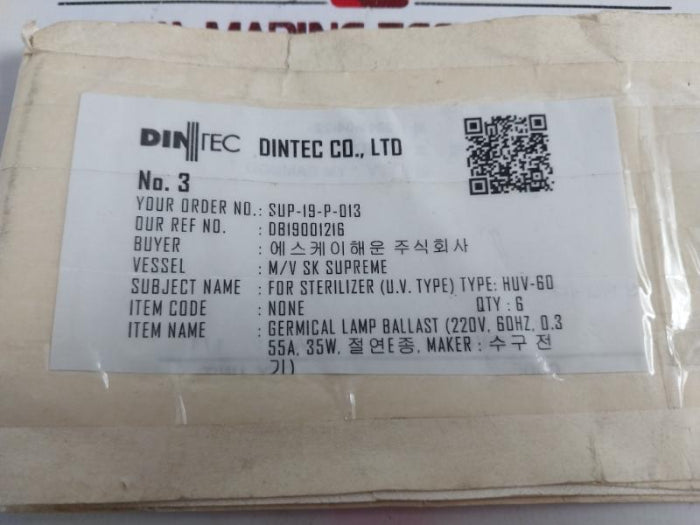 DINTEC DINTEC CO., LTD
No. 3
YOUR ORDER NO. : SUP-19-P-013
OUR REF NO. : DB19001216
BUYER : 에스케이해운 주식회사
VESSEL : M/V SK SUPREME
SUBJECT NAME : FOR STERILIZER (U.V. TYPE) TYPE: HUV-60
ITEM CODE : NONE QTY : 6
ITEM NAME : GERMICAL LAMP BALLAST (220V, 60HZ, 0.3
55A, 35W, 절연E종, MAKER : 수구 전
기)